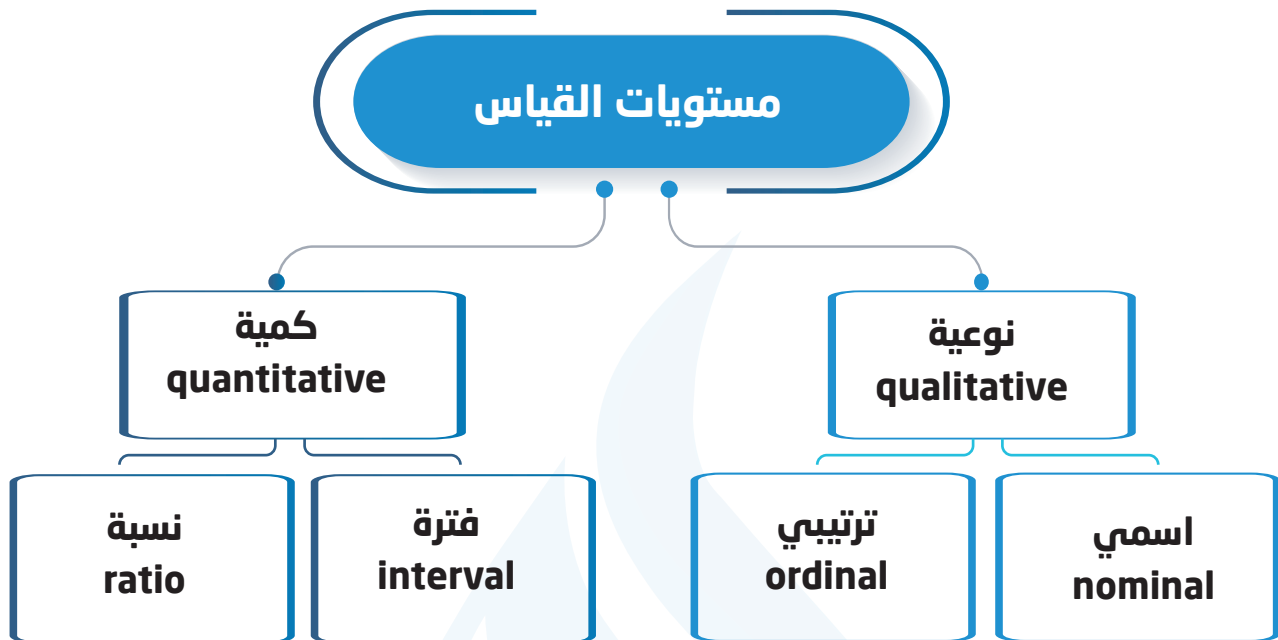 مستويات القياس
نوعية
qualitative
كمية
quantitative
اسمي
nominal
ترتيبي
ordinal
فترة
interval
نسبة
ratio